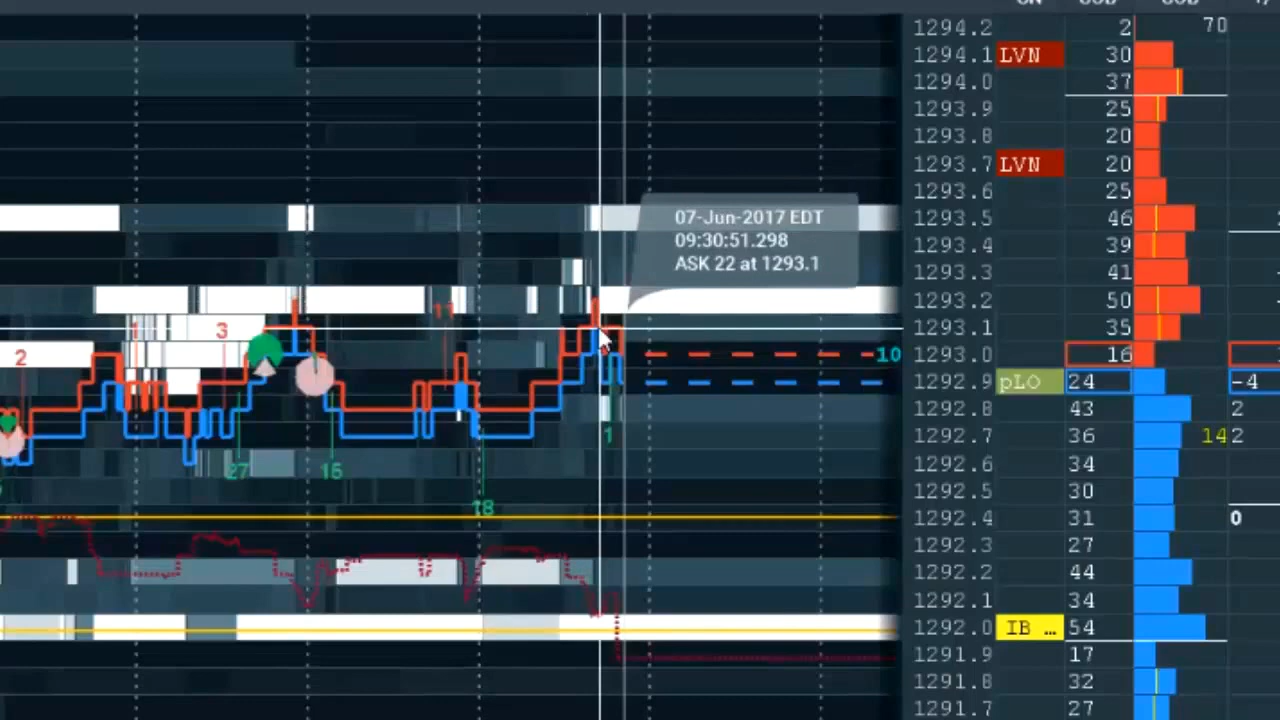 1294.2 2 70
1294.1 LVN 30
1294.0 37
1293.9 25
1293.8 20
1293.7 LVN 20
1293.6 25
07-Jun-2017 EDT
09:30:51.298
ASK 22 at 1293.1
1293.5 46
1293.4 39
1293.3 41
1293.2 50
11
1 3 1293.1 35
2 10 1293.0 16
1292.9 pLO 24 -4
1292.8 43 2
1 1292.7 36 14 2
27 15 1292.6 34
1292.5 30
18
1292.4 31 0
1292.3 27
1292.2 44
1292.1 34
1292.0 IB ... 54
1291.9 17
1291.8 32
1291.7 27